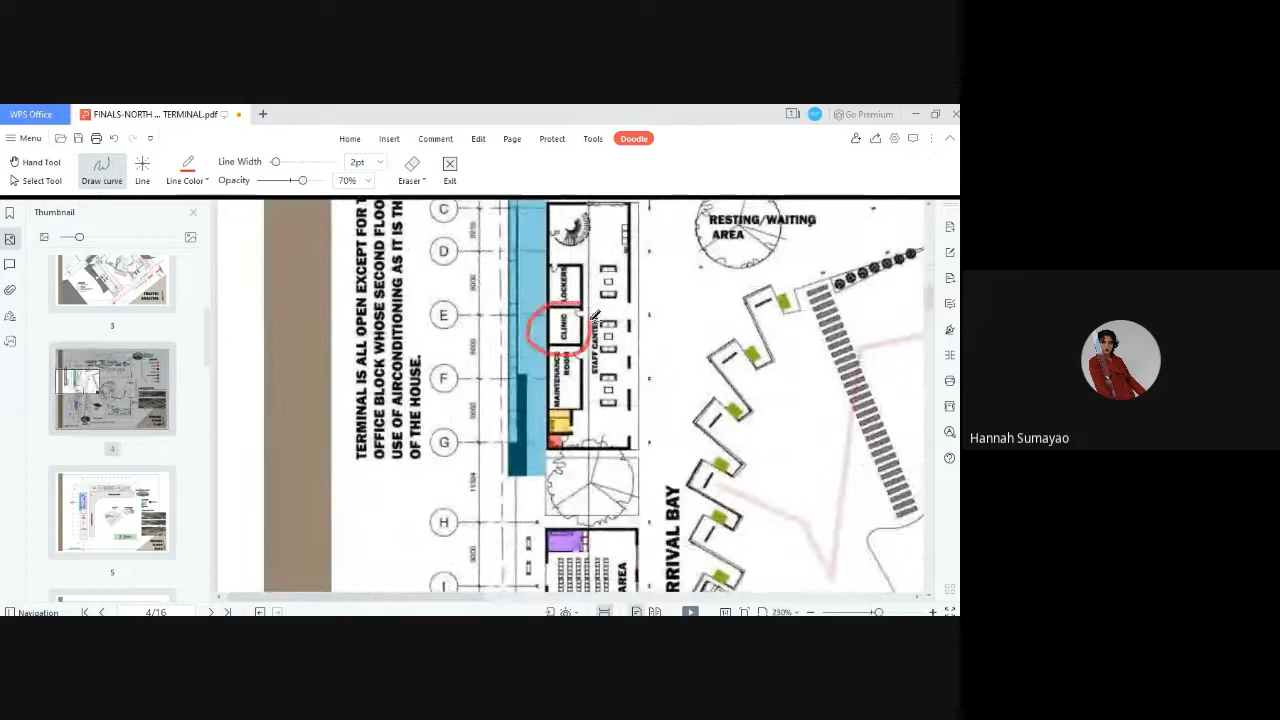 WPS Office
FINALS-NORTH ... TERMINAL.pdf
Go Premium
Menu
Home
Insert
Comment
Edit
Page
Protect
Tools
Doodle
Hand Tool
Select Tool
Draw curve
Line
Line Color
Line Width
2pt
Opacity
70%
Eraser
Exit
Thumbnail
3
4
5
TRAFFIC
ANALYSIS
TERMINAL IS ALL OPEN EXCEPT FOR T
OFFICE BLOCK WHOSE SECOND FLOO
USE OF AIRCONDITIONING AS IT IS TH
OF THE HOUSE.
C
D
E
F
G
H
I
LOCKERS
CLINIC
MAINTENANCE
ROOM
STAFF CANTEEN
AREA
RRIVAL BAY
RESTING/WAITING
AREA
Navigation
4/16
230%
Hannah Sumayao